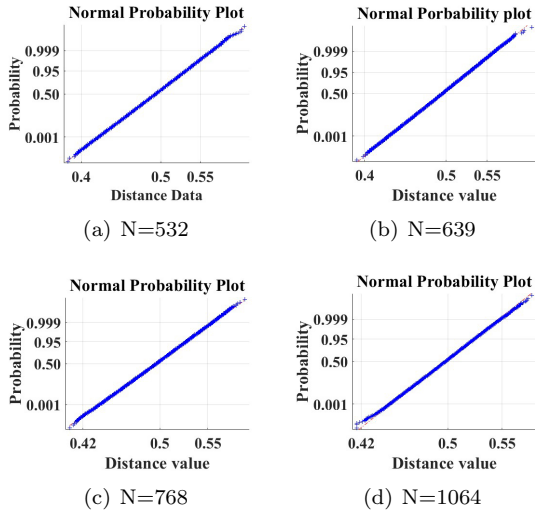 Normal Probability Plot
Probability
0.999
0.95
0.50
0.001
0.4
0.5
0.55
Distance Data
(a) N=532
Normal Porbability plot
Probability
0.999
0.95
0.50
0.001
0.4
0.5
0.55
Distance value
(b) N=639
Normal Probability Plot
Probability
0.999
0.95
0.50
0.001
0.42
0.5
0.55
Distance value
(c) N=768
Normal Probability Plot
Probability
0.999
0.95
0.50
0.001
0.42
0.5
0.55
Distance value
(d) N=1064